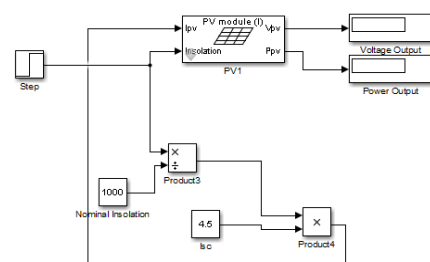 PV module (I)
Ipv
Vpv
Insolation
Ppv
PV1
Voltage Output
Power Output
Step
×
÷
Product3
1000
Nominal Insolation
4.5
Isc
×
Product4